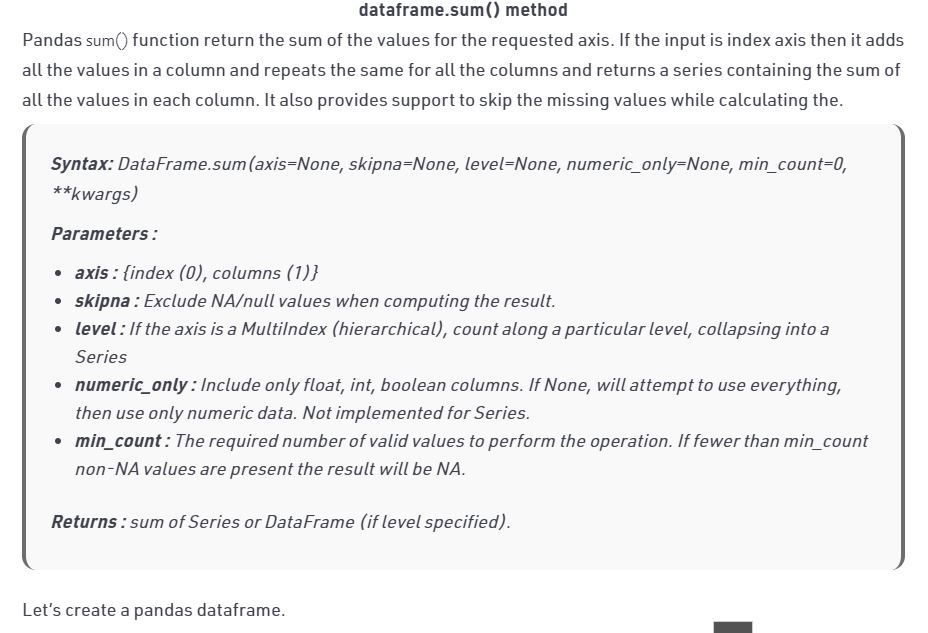 dataframe.sum() method
Pandas sum() function return the sum of the values for the requested axis. If the input is index axis then it adds
all the values in a column and repeats the same for all the columns and returns a series containing the sum of
all the values in each column. It also provides support to skip the missing values while calculating the.
Syntax: DataFrame.sum(axis=None, skipna=None, level=None, numeric_only=None, min_count=0,
**kwargs)
Parameters :
• axis : {index (0), columns (1)}
• skipna : Exclude NA/null values when computing the result.
• level : If the axis is a MultiIndex (hierarchical), count along a particular level, collapsing into a
Series
• numeric_only : Include only float, int, boolean columns. If None, will attempt to use everything,
then use only numeric data. Not implemented for Series.
• min_count : The required number of valid values to perform the operation. If fewer than min_count
non-NA values are present the result will be NA.
Returns : sum of Series or DataFrame (if level specified).
Let's create a pandas dataframe.